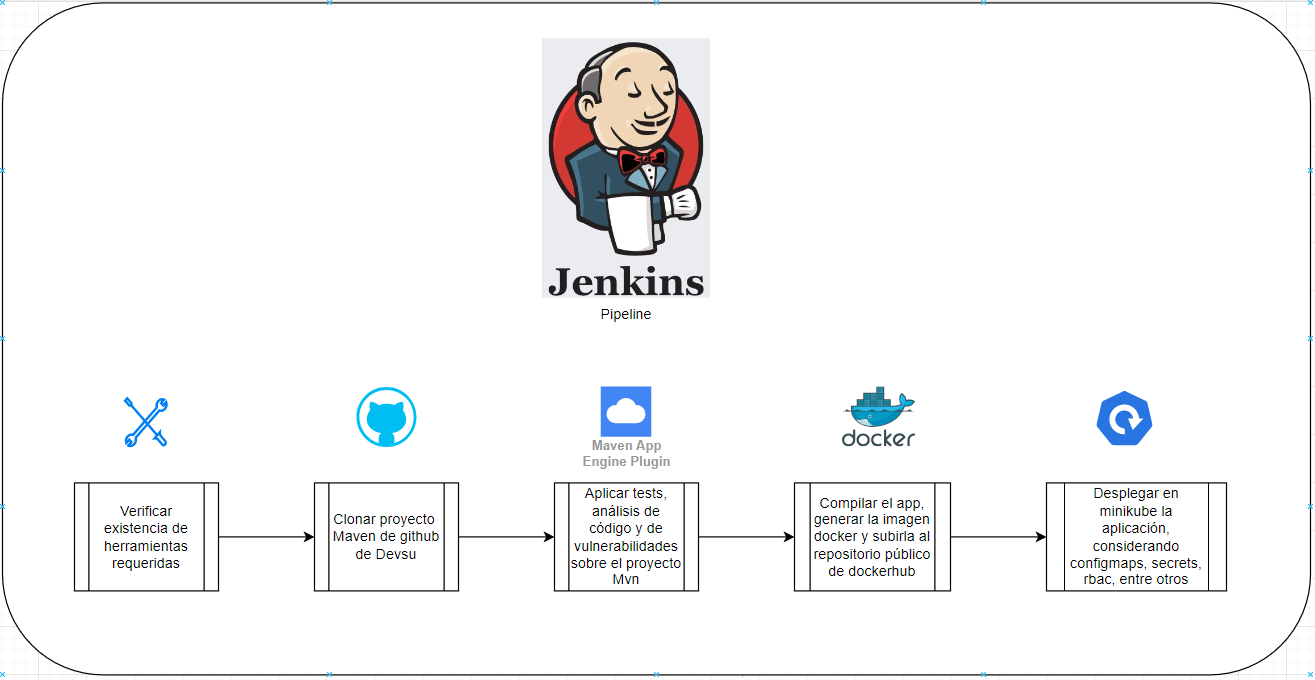 Jenkins
Pipeline
docker
Maven App
Engine Plugin
Verificar
existencia de
herramientas
requeridas
Clonar proyecto
Maven de github
de Devsu
Aplicar tests,
análisis de
código y de
vulnerabilidades
sobre el proyecto
Mvn
Compilar el app,
generar la imagen
docker y subirla al
repositorio público
de dockerhub
Desplegar en
minikube la
aplicación,
considerando
configmaps, secrets,
rbac, entre otros